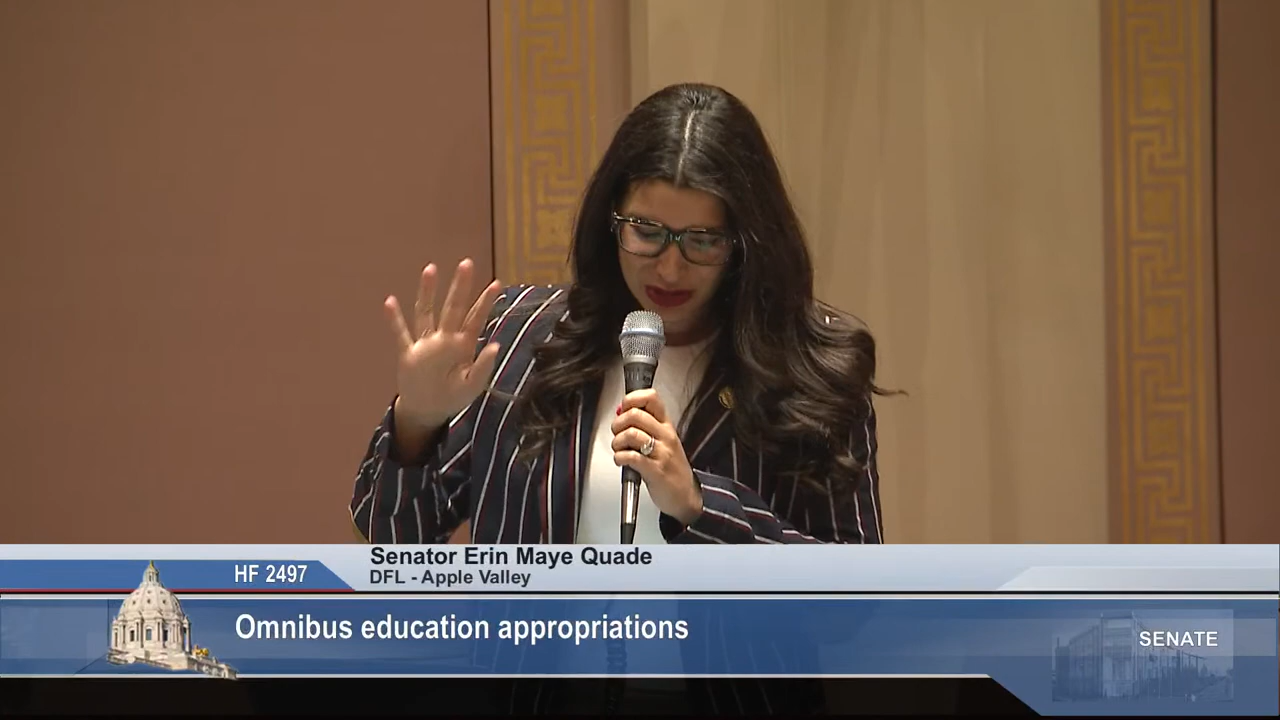 Senator Erin Maye Quade
HF 2497
DFL - Apple Valley
Omnibus education appropriations
SENATE